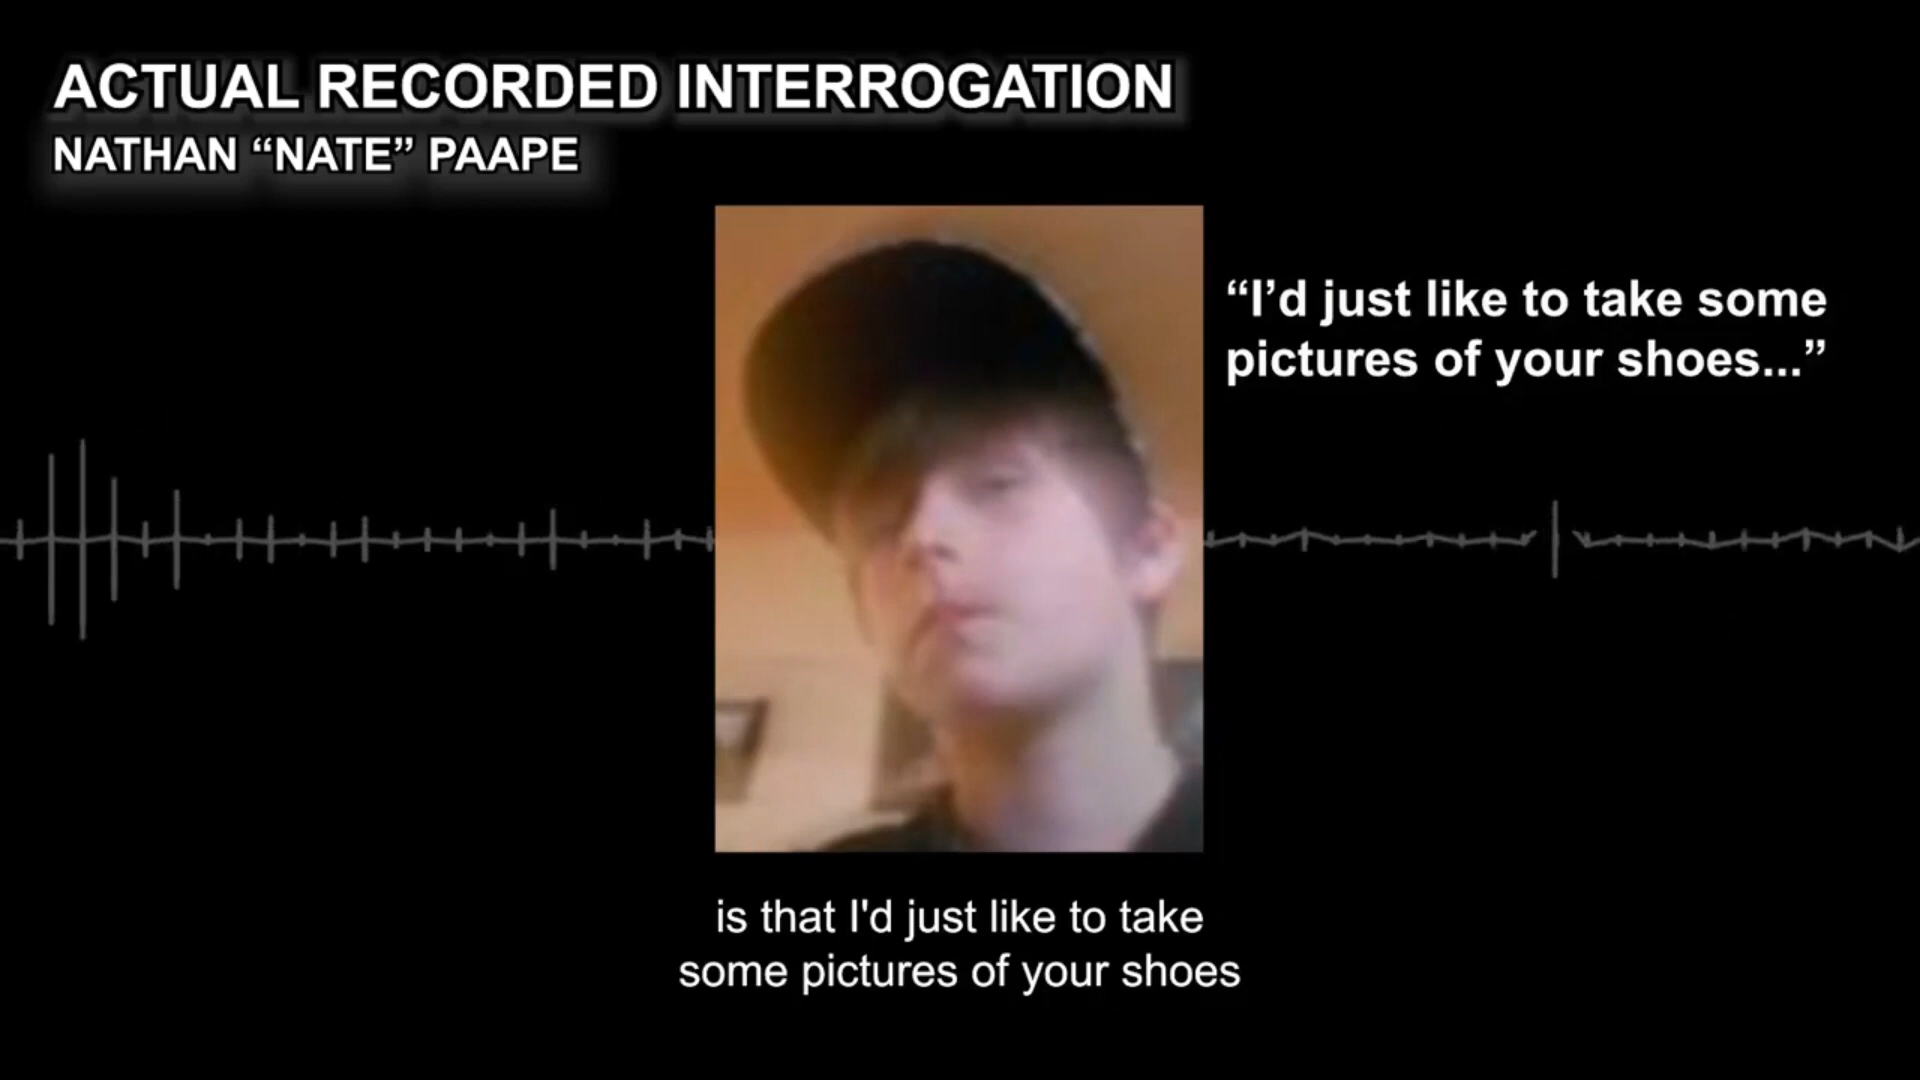 ACTUAL RECORDED INTERROGATION
NATHAN “NATE” PAAPE
“I’d just like to take some
pictures of your shoes...”
is that I'd just like to take
some pictures of your shoes